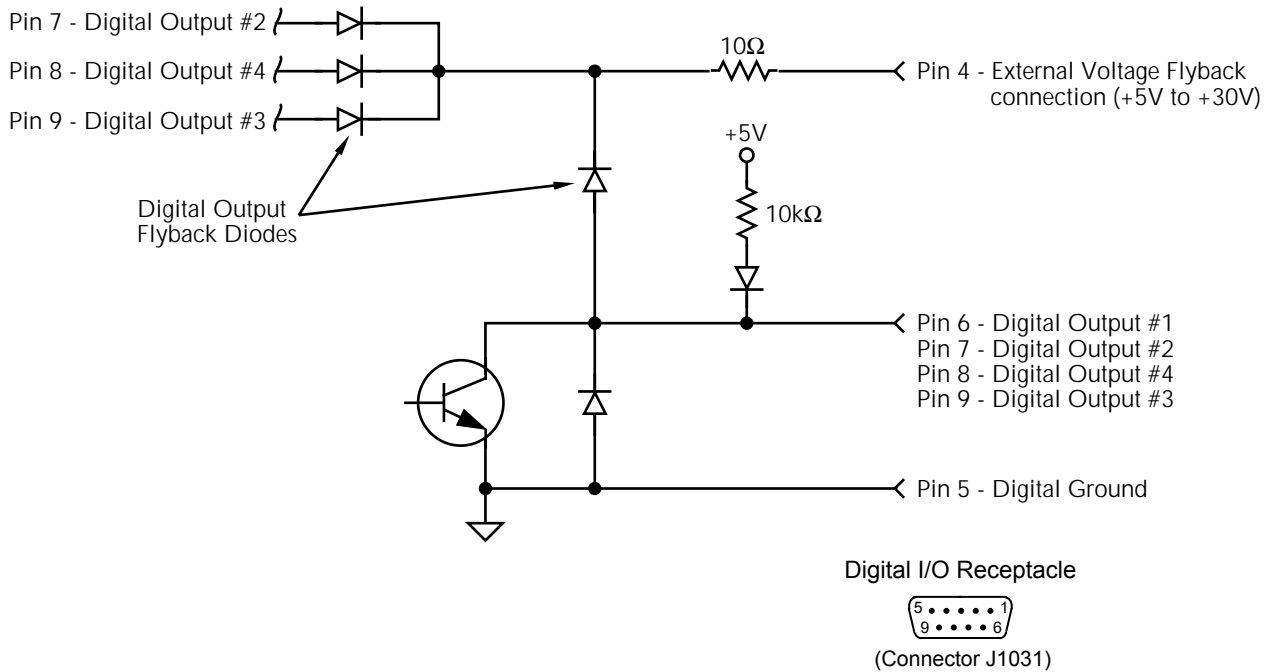 Pin 7 - Digital Output #2
Pin 8 - Digital Output #4
Pin 9 - Digital Output #3
10Ω
Pin 4 - External Voltage Flyback
connection (+5V to +30V)
+5V
10kΩ
Digital Output
Flyback Diodes
Pin 6 - Digital Output #1
Pin 7 - Digital Output #2
Pin 8 - Digital Output #4
Pin 9 - Digital Output #3
Pin 5 - Digital Ground
Digital I/O Receptacle
5 1
9 6
(Connector J1031)